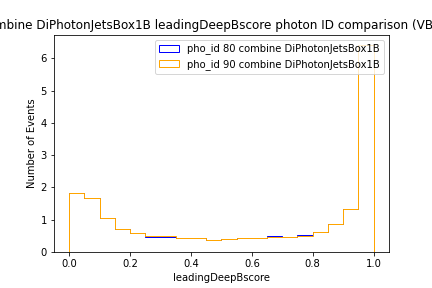 mbine DiPhotonJetsBox1B leadingDeepBscore photon ID comparison (VB
pho_id 80 combine DiPhotonJetsBox1B
pho_id 90 combine DiPhotonJetsBox1B
Number of Events
6
5
4
3
2
1
0
0.0 0.2 0.4 0.6 0.8 1.0
leadingDeepBscore